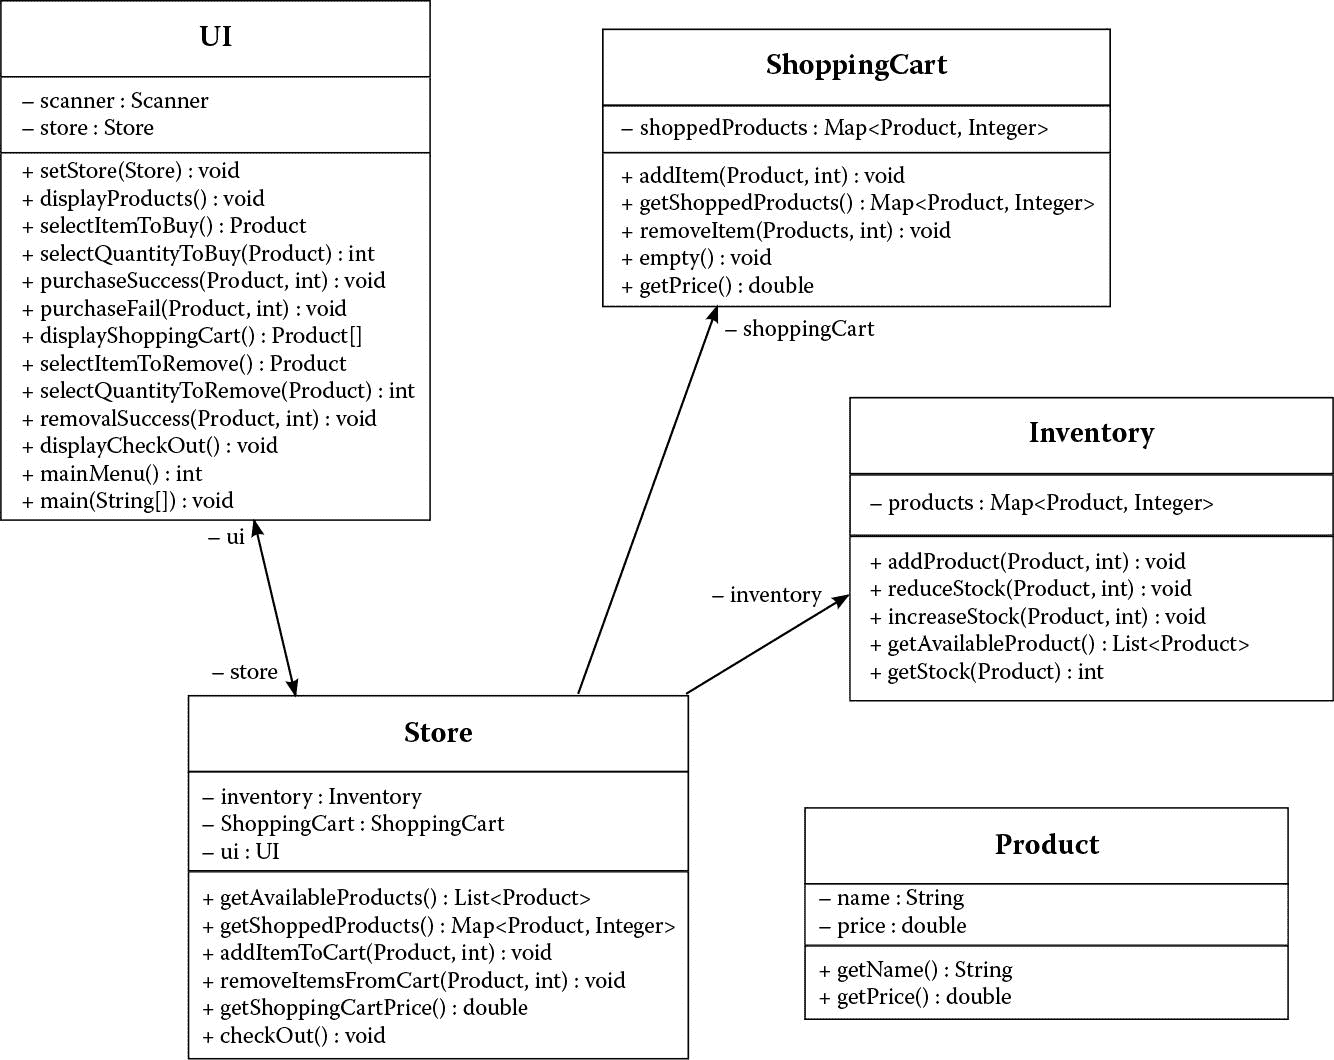 UI
– scanner : Scanner
– store : Store
+ setStore(Store) : void
+ displayProducts() : void
+ selectItemToBuy() : Product
+ selectQuantityToBuy(Product) : int
+ purchaseSuccess(Product, int) : void
+ purchaseFail(Product, int) : void
+ displayShoppingCart() : Product[]
+ selectItemToRemove() : Product
+ selectQuantityToRemove(Product) : int
+ removalSuccess(Product, int) : void
+ displayCheckOut() : void
+ mainMenu() : int
+ main(String[]) : void
– ui
– store
ShoppingCart
– shoppedProducts : Map<Product, Integer>
+ addItem(Product, int) : void
+ getShoppedProducts() : Map<Product, Integer>
+ removeItem(Products, int) : void
+ empty() : void
+ getPrice() : double
– shoppingCart
Inventory
– products : Map<Product, Integer>
+ addProduct(Product, int) : void
+ reduceStock(Product, int) : void
+ increaseStock(Product, int) : void
+ getAvailableProduct() : List<Product>
+ getStock(Product) : int
– inventory
Store
– inventory : Inventory
– ShoppingCart : ShoppingCart
– ui : UI
+ getAvailableProducts() : List<Product>
+ getShoppedProducts() : Map<Product, Integer>
+ addItemToCart(Product, int) : void
+ removeItemsFromCart(Product, int) : void
+ getShoppingCartPrice() : double
+ checkOut() : void
Product
– name : String
– price : double
+ getName() : String
+ getPrice() : double